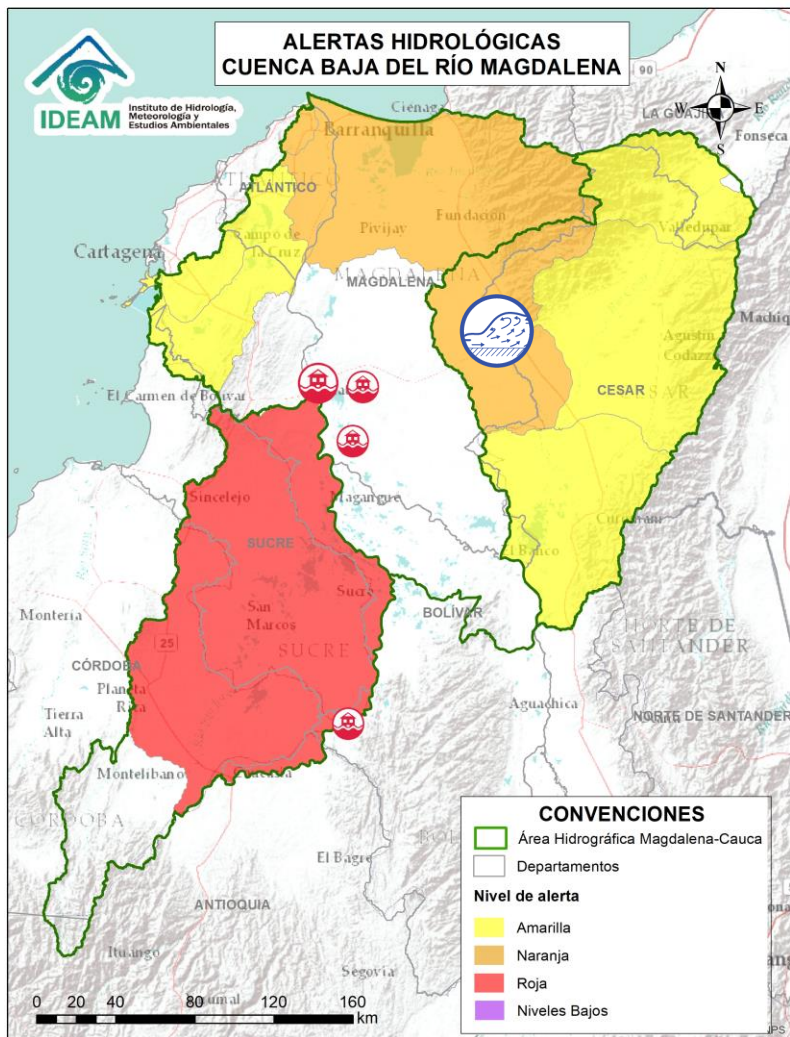 ALERTAS HIDROLÓGICAS
CUENCA BAJA DEL RÍO MAGDALENA
IDEAM
Instituto de Hidrología,
Meteorología y
Estudios Ambientales
N
W E
S
90
Ciénaga
LA GUAJIRA
Fonseca
Barranquilla
ATLÁNTICO
Valledupar
Pivijay
Fundación
Campo de
la Cruz
Cartagena
MAGDALENA
MAGDALENA
Agustín
Codazzi
CESAR
El Carmen de Bolívar
Sincelejo
Magangué
SUCRE
El Banco
Sucre
BOLÍVAR
Montería
San
Marcos
NORTE DE
SANTANDER
25
SUCRE
CÓRDOBA
Planeta
Rica
Aguachica
Tierra
Alta
NORTE DE SANTANDER
Montelíbano
CÓRDOBA
El Bagre
ANTIOQUIA
Ituango
Segovia
CONVENCIONES
Área Hidrográfica Magdalena-Cauca
Departamentos
Nivel de alerta
Amarilla
Naranja
Roja
Niveles Bajos
0 20 40 80 120 160
km